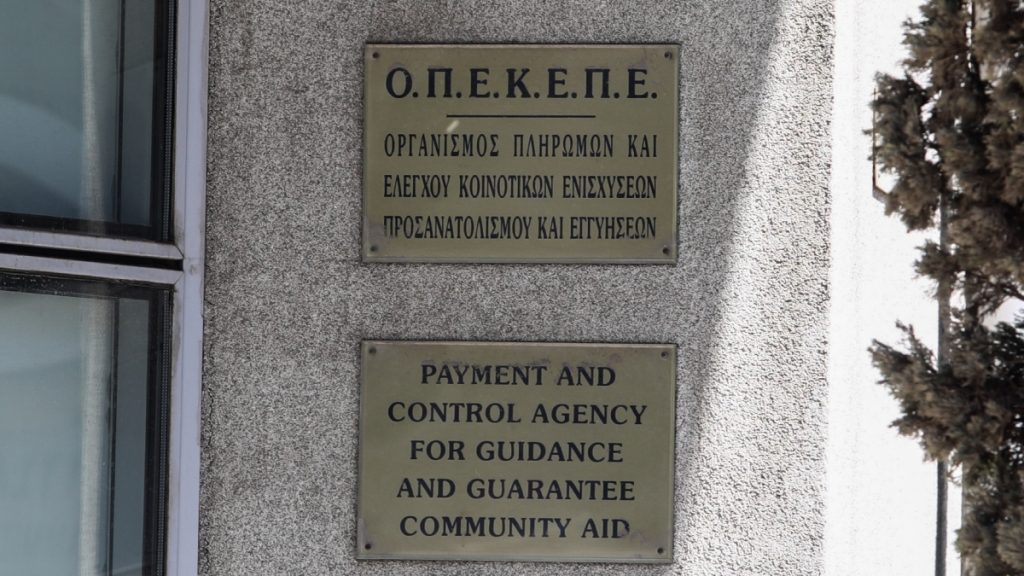 Ο.Π.Ε.Κ.Ε.Π.Ε.
ΟΡΓΑΝΙΣΜΟΣ ΠΛΗΡΩΜΩΝ ΚΑΙ
ΕΛΕΓΧΟΥ ΚΟΙΝΟΤΙΚΩΝ ΕΝΙΣΧΥΣΕΩΝ
ΠΡΟΣΑΝΑΤΟΛΙΣΜΟΥ ΚΑΙ ΕΓΓΥΗΣΕΩΝ
PAYMENT AND
CONTROL AGENCY
FOR GUIDANCE
AND GUARANTEE
COMMUNITY AID